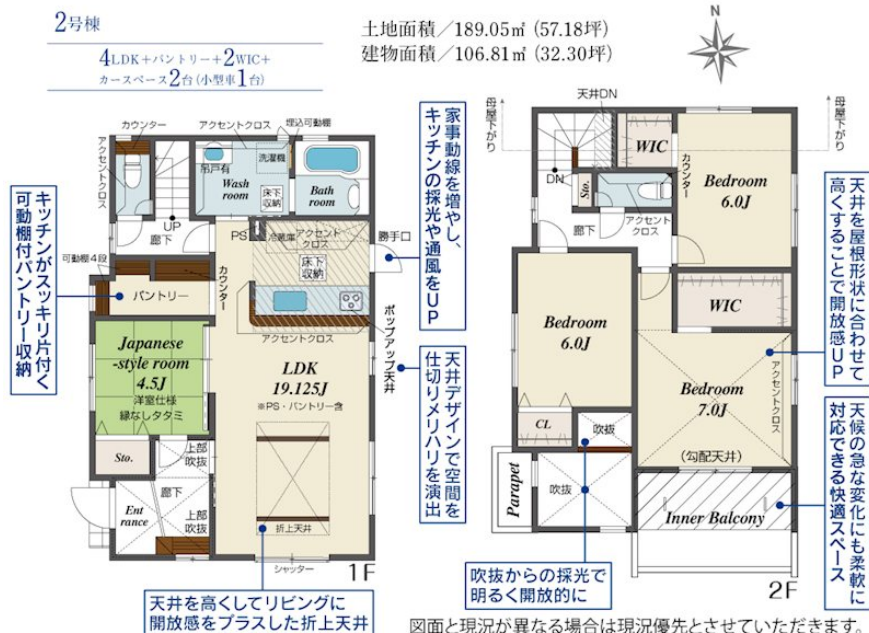 2号棟
4LDK+パントリー+2WIC+
カースペース2台(小型車1台)
土地面積/189.05㎡ (57.18坪)
建物面積/106.81㎡ (32.30坪)
N
カウンター
アクセントクロス
埋込可動棚
アクセントクロス
吊戸有
洗濯機
Wash
room
床下
収納
Bath
room
UP
廊下
PS
冷蔵庫
アクセント
クロス
勝手口
床下
収納
可動棚4段
パントリー
カウンター
アクセントクロス
ポップアップ天井
Japanese
-style room
4.5J
洋室仕様
縁なしタタミ
LDK
19.125J
※PS・パントリー含
Sto.
上部
吹抜
廊下
Ent
rance
上部
吹抜
折上天井
シャッター
1F
キッチンがスッキリ片付く
可動棚付パントリー収納
家事動線を増やし、
キッチンの採光や通風をUP
天井デザインで空間を
仕切りメリハリを演出
天井を高くしてリビングに
開放感をプラスした折上天井
天井DN
母屋下がり
母屋下がり
WIC
DN
Sto.
カウンター
Bedroom
6.0J
廊下
アクセント
クロス
Bedroom
6.0J
WIC
Bedroom
7.0J
アクセントクロス
(勾配天井)
CL
吹抜
吹抜
Parapet
Inner Balcony
2F
天井を屋根形状に合わせて
高くすることで開放感UP
天候の急な変化にも柔軟に
対応できる快適スペース
吹抜からの採光で
明るく開放的に
図面と現況が異なる場合は現況優先とさせていただきます。